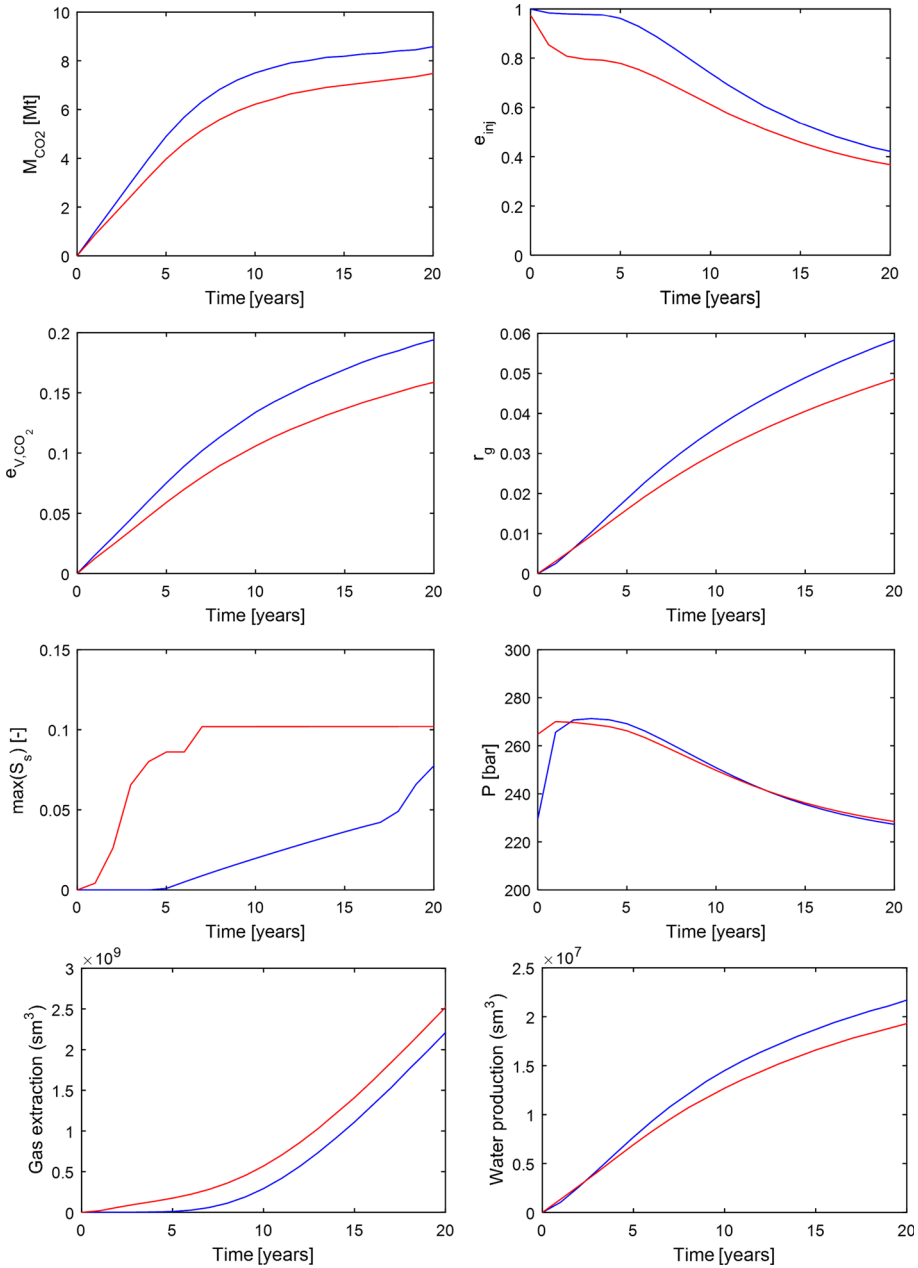 10
8
6
4
2
0
M_CO2 [Mt]
0 5 10 15 20
Time [years]
1
0.8
0.6
0.4
0.2
0
e_inj
0 5 10 15 20
Time [years]
0.2
0.15
0.1
0.05
0
e_V,CO_2
0 5 10 15 20
Time [years]
0.06
0.05
0.04
0.03
0.02
0.01
0
r_g
0 5 10 15 20
Time [years]
0.15
0.1
0.05
0
max(S_s) [-]
0 5 10 15 20
Time [years]
300
280
260
240
220
200
P [bar]
0 5 10 15 20
Time [years]
×10^9
3
2.5
2
1.5
1
0.5
0
Gas extraction (sm^3)
0 5 10 15 20
Time [years]
×10^7
2.5
2
1.5
1
0.5
0
Water production (sm^3)
0 5 10 15 20
Time [years]